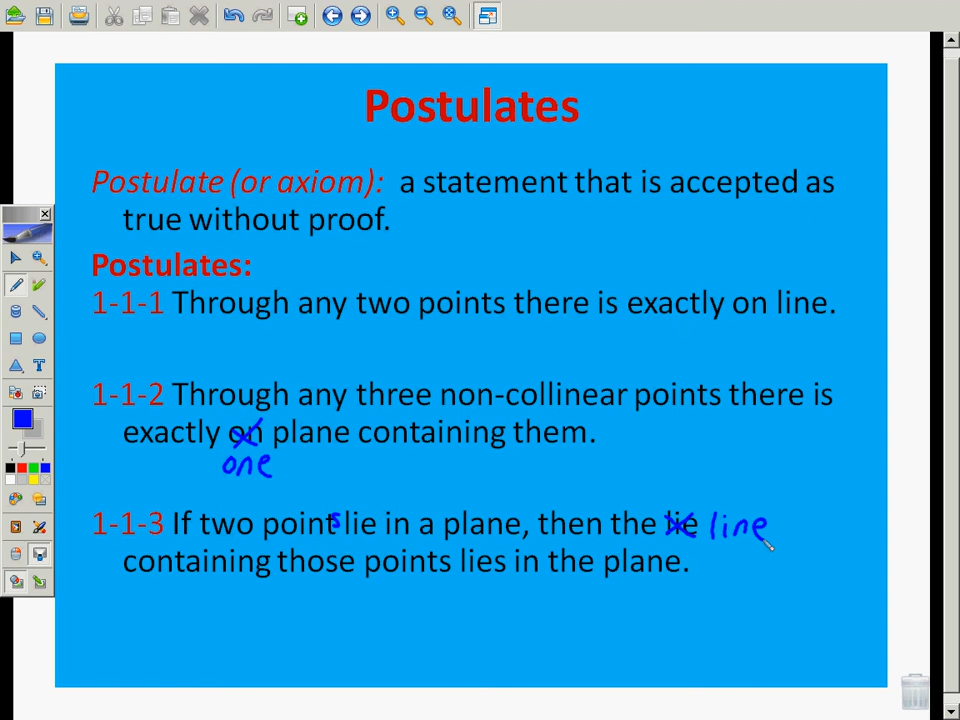 Postulates
Postulate (or axiom): a statement that is accepted as
true without proof.
Postulates:
1-1-1 Through any two points there is exactly on line.
1-1-2 Through any three non-collinear points there is
exactly on plane containing them.
one
1-1-3 If two points lie in a plane, then the lie line
containing those points lies in the plane.